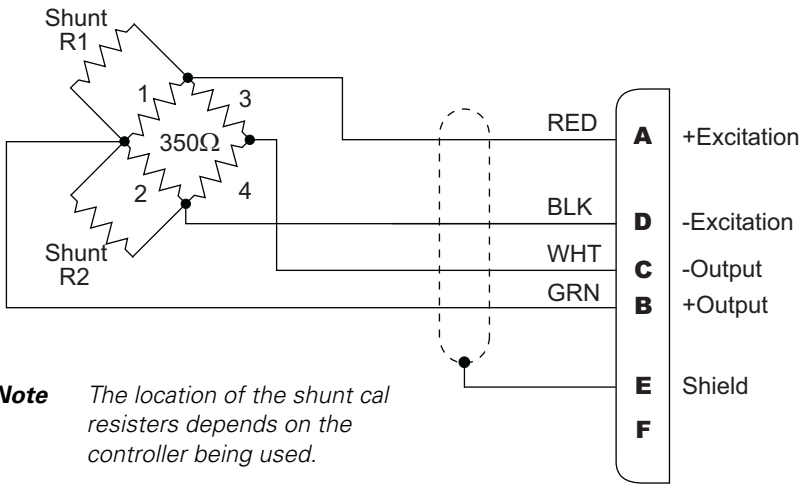 Shunt
R1
1
3
350Ω
2
4
Shunt
R2
RED
A
+Excitation
BLK
D
-Excitation
WHT
C
-Output
GRN
B
+Output
E
Shield
F
Note The location of the shunt cal
resisters depends on the
controller being used.